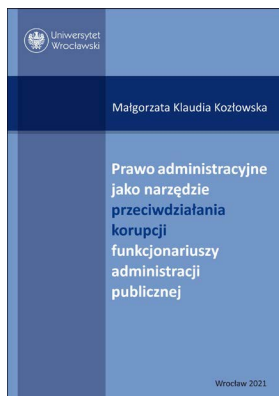 Uniwersytet
Wrocławski
Małgorzata Klaudia Kozłowska
Prawo administracyjne
jako narzędzie
przeciwdziałania
korupcji
funkcjonariuszy
administracji
publicznej
Wrocław 2021